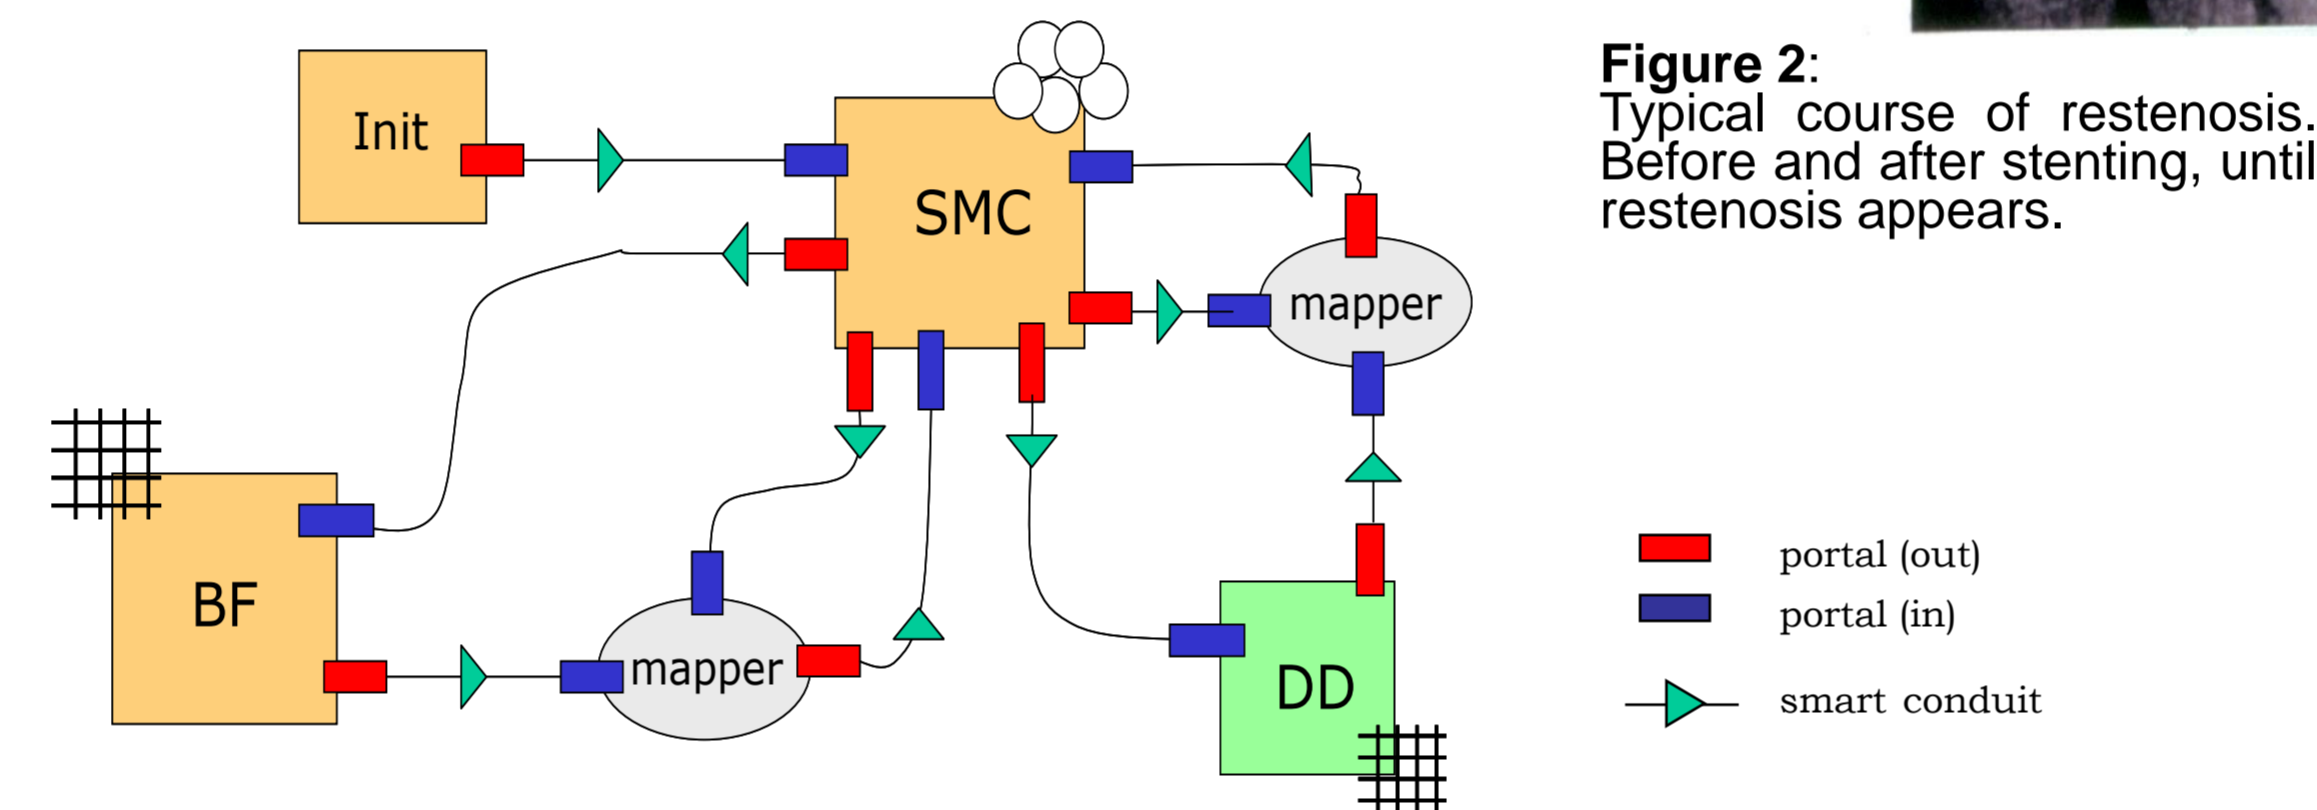 Init
SMC
mapper
BF
mapper
DD
Figure 2:
Typical course of restenosis.
Before and after stenting, until
restenosis appears.
portal (out)
portal (in)
smart conduit